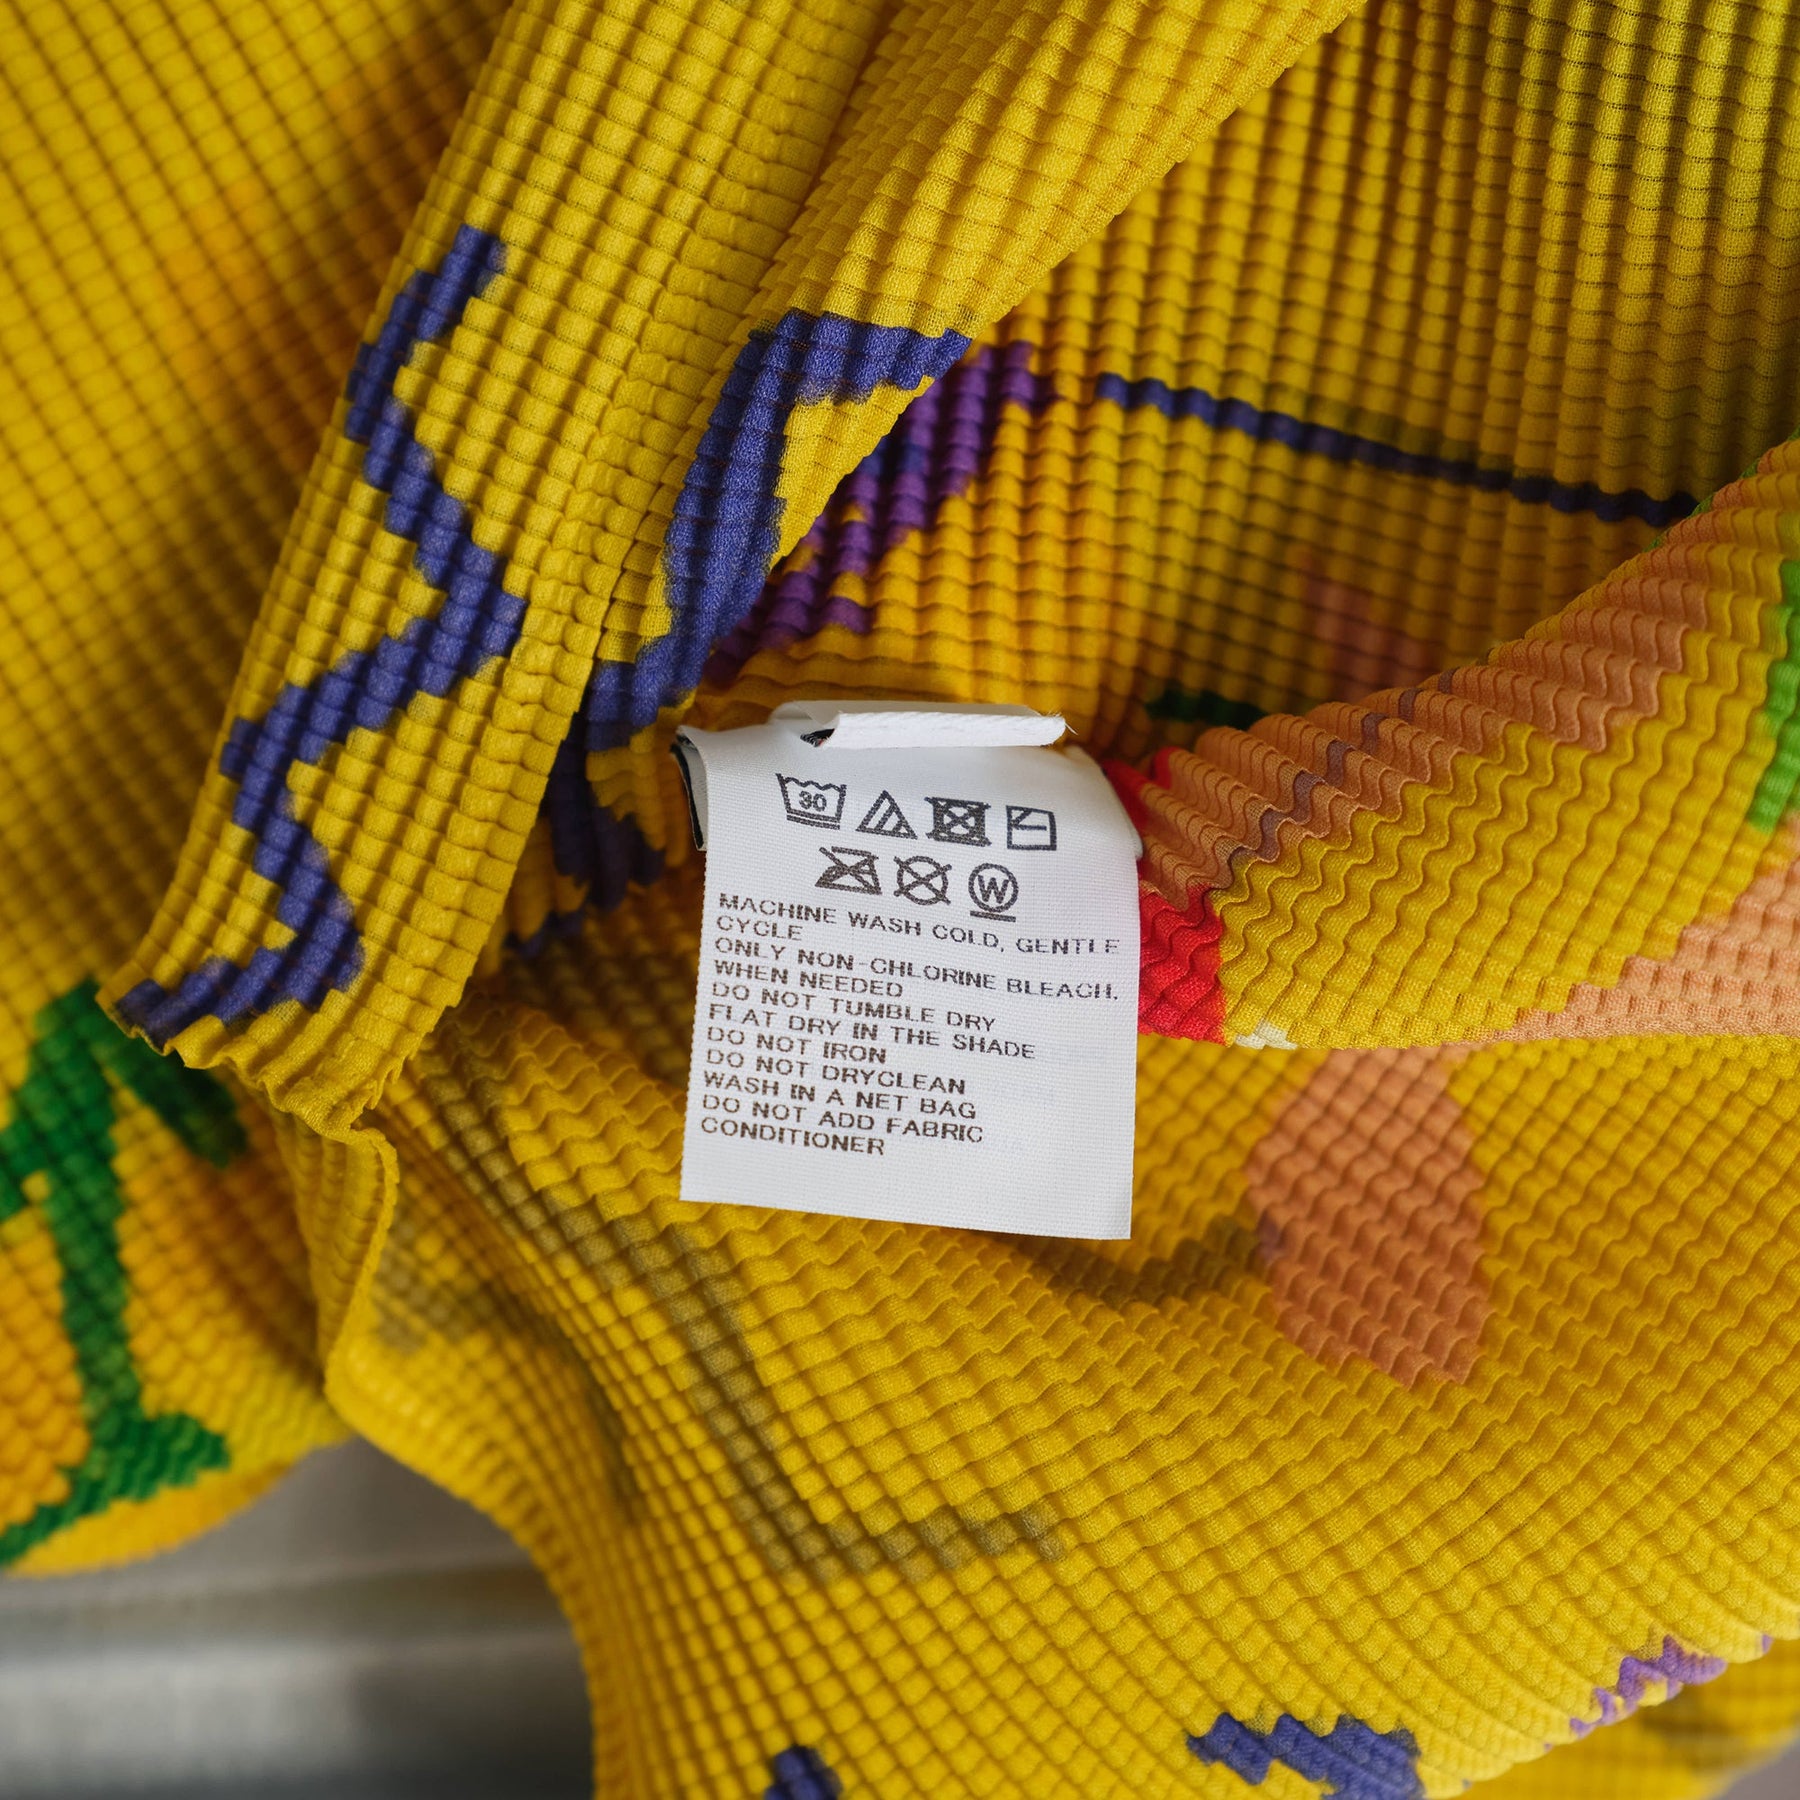 30
W
MACHINE WASH COLD, GENTLE
CYCLE
ONLY NON-CHLORINE BLEACH,
WHEN NEEDED
DO NOT TUMBLE DRY
FLAT DRY IN THE SHADE
DO NOT IRON
DO NOT DRYCLEAN
WASH IN A NET BAG
DO NOT ADD FABRIC
CONDITIONER